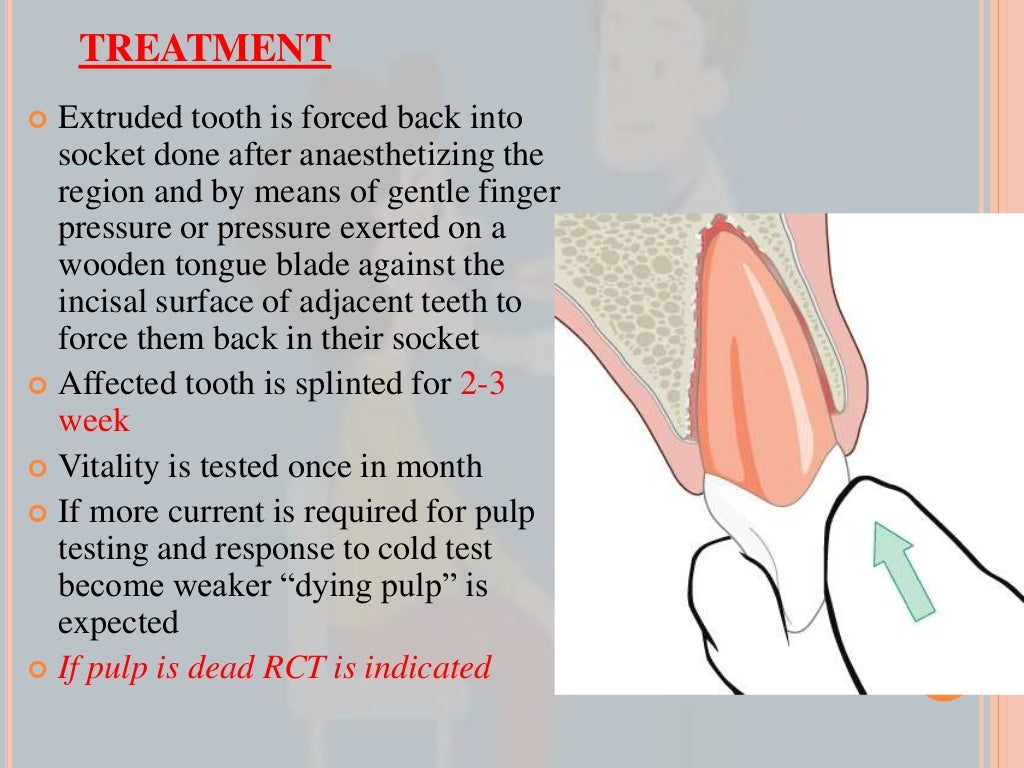 TREATMENT
Extruded tooth is forced back into
socket done after anaesthetizing the
region and by means of gentle finger
pressure or pressure exerted on a
wooden tongue blade against the
incisal surface of adjacent teeth to
force them back in their socket
Affected tooth is splinted for 2-3
week
Vitality is tested once in month
If more current is required for pulp
testing and response to cold test
become weaker “dying pulp” is
expected
If pulp is dead RCT is indicated